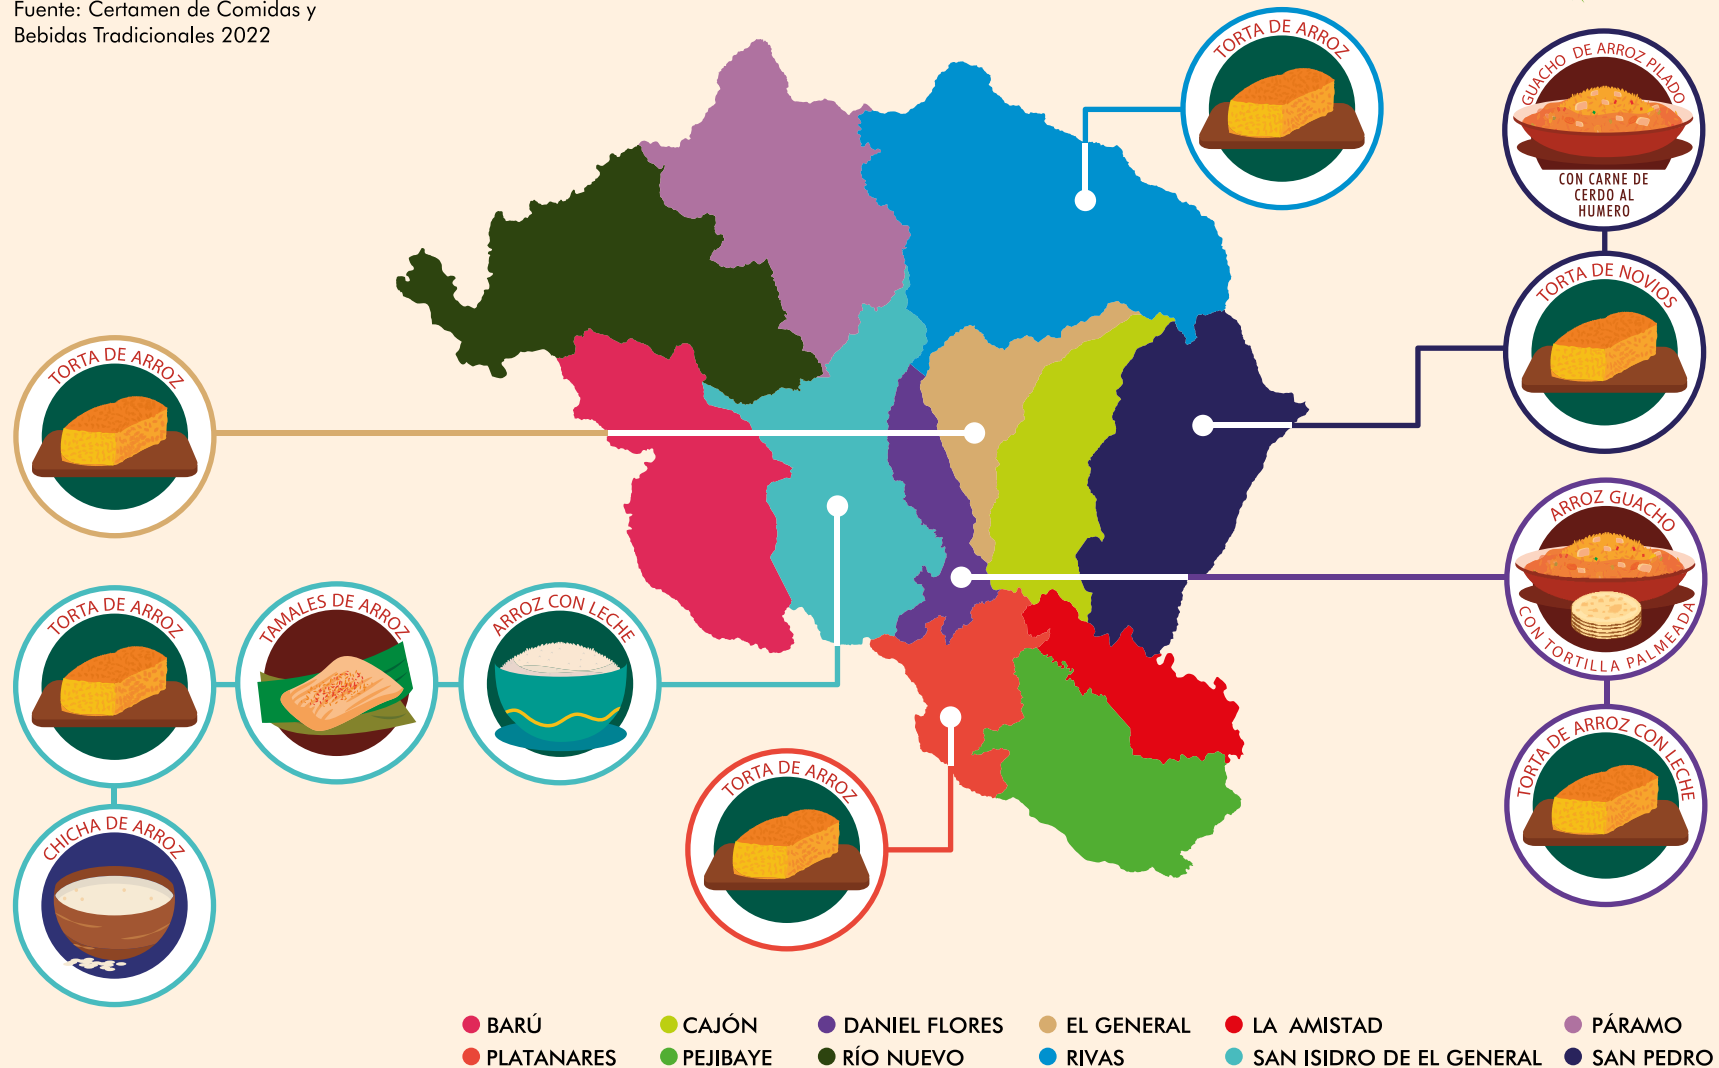 Fuente: Certamen de Comidas y
Bebidas Tradicionales 2022
TORTA DE ARROZ
GUACHO DE ARROZ PILADO
CON CARNE DE
CERDO AL
HUMERO
TORTA DE NOVIOS
TORTA DE ARROZ
ARROZ GUACHO
CON TORTILLA PALMEADA
TORTA DE ARROZ
TAMALES DE ARROZ
ARROZ CON LECHE
TORTA DE ARROZ CON LECHE
TORTA DE ARROZ
CHICHA DE ARROZ
BARÚ
CAJÓN
DANIEL FLORES
EL GENERAL
LA AMISTAD
PÁRAMO
PLATANARES
PEJIBAYE
RÍO NUEVO
RIVAS
SAN ISIDRO DE EL GENERAL
SAN PEDRO